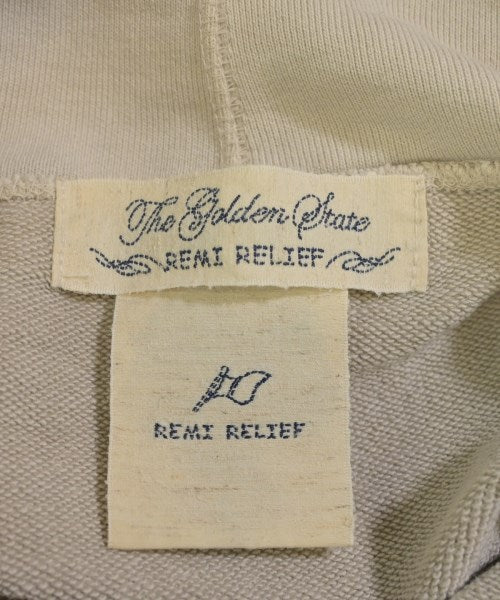 The Golden State
REMI RELIEF
REMI RELIEF